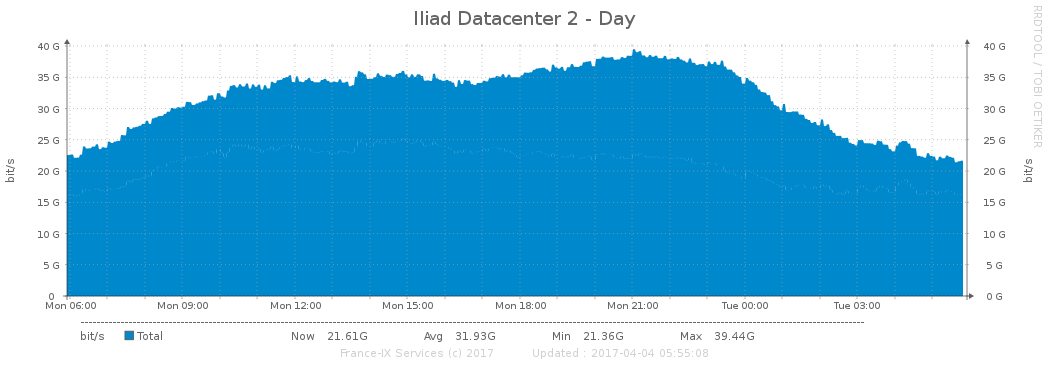 Iliad Datacenter 2 - Day
RRDTOOL / TOBI OETIKER
bit/s
40 G 40 G
35 G 35 G
30 G 30 G
25 G 25 G
20 G 20 G
15 G 15 G
10 G 10 G
5 G 5 G
0 0 G
bit/s
Mon 06:00 Mon 09:00 Mon 12:00 Mon 15:00 Mon 18:00 Mon 21:00 Tue 00:00 Tue 03:00
bit/s Total Now 21.61G Avg 31.93G Min 21.36G Max 39.44G
France-IX Services (c) 2017 Updated : 2017-04-04 05:55:08